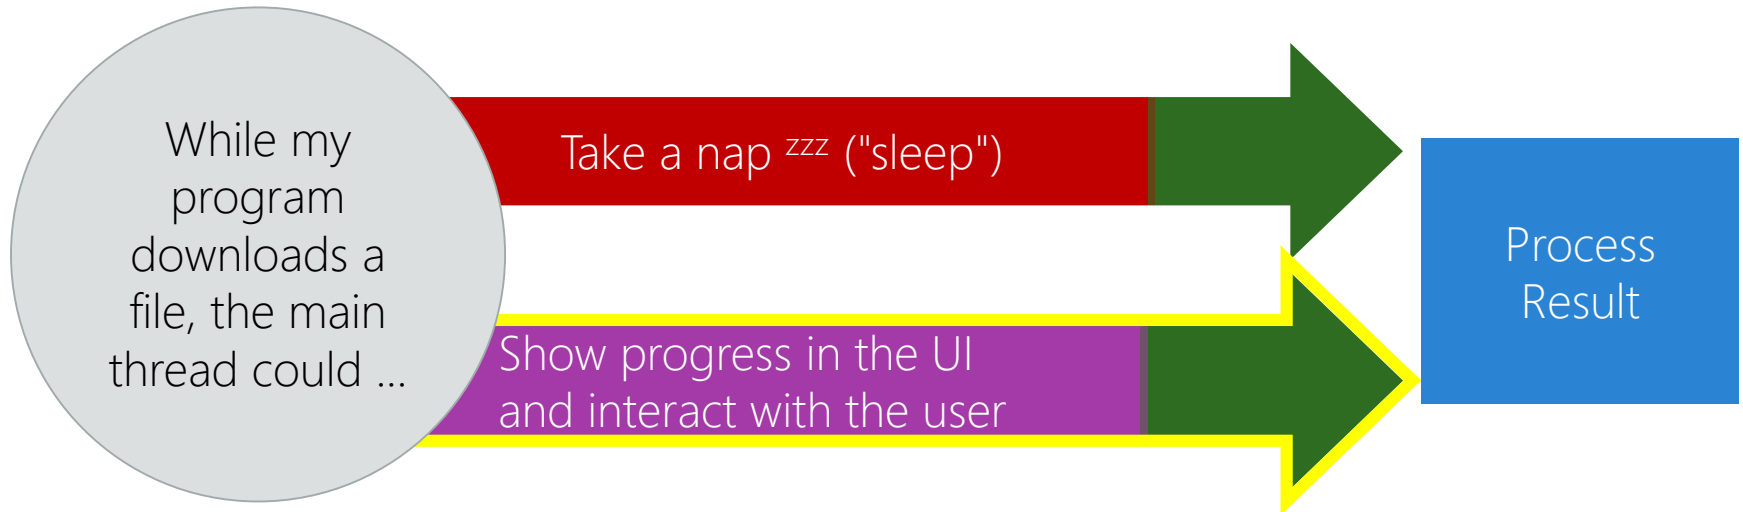 While my
program
downloads a
file, the main
thread could ...
Take a nap zzz ("sleep")
Show progress in the UI
and interact with the user
Process
Result